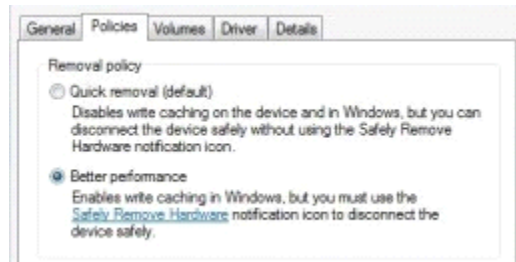 General Policies Volumes Driver Details
Removal policy
Quick removal (default)
Disables write caching on the device and in Windows, but you can
disconnect the device safely without using the Safely Remove
Hardware notification icon.
Better performance
Enables write caching in Windows, but you must use the
Safely Remove Hardware notification icon to disconnect the
device safely.